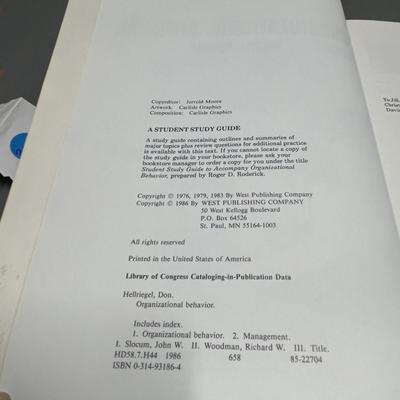 Copyeditor: Jerrold Moore
Artwork: Carlisle Graphics
Composition: Carlisle Graphics
A STUDENT STUDY GUIDE
A study guide containing outlines and summaries of
major topics plus review questions for additional practice
is available with this text. If you cannot locate a copy of
the study guide in your bookstore, please ask your
bookstore manager to order a copy for you under the title
Student Study Guide to Accompany Organizational
Behavior, prepared by Roger D. Roderick.
Copyright © 1976, 1979, 1983 By West Publishing Company
Copyright © 1986 By WEST PUBLISHING COMPANY
50 West Kellogg Boulevard
P.O. Box 64526
St. Paul, MN 55164-1003
All rights reserved
Printed in the United States of America
Library of Congress Cataloging-in-Publication Data
Hellriegel, Don.
Organizational behavior.
Includes index.
1. Organizational behavior. 2. Management.
I. Slocum, John W. II. Woodman, Richard W. III. Title.
HD58.7.H44 1986 658 85-22704
ISBN 0-314-93186-4
To Jill,
Christ
Davi